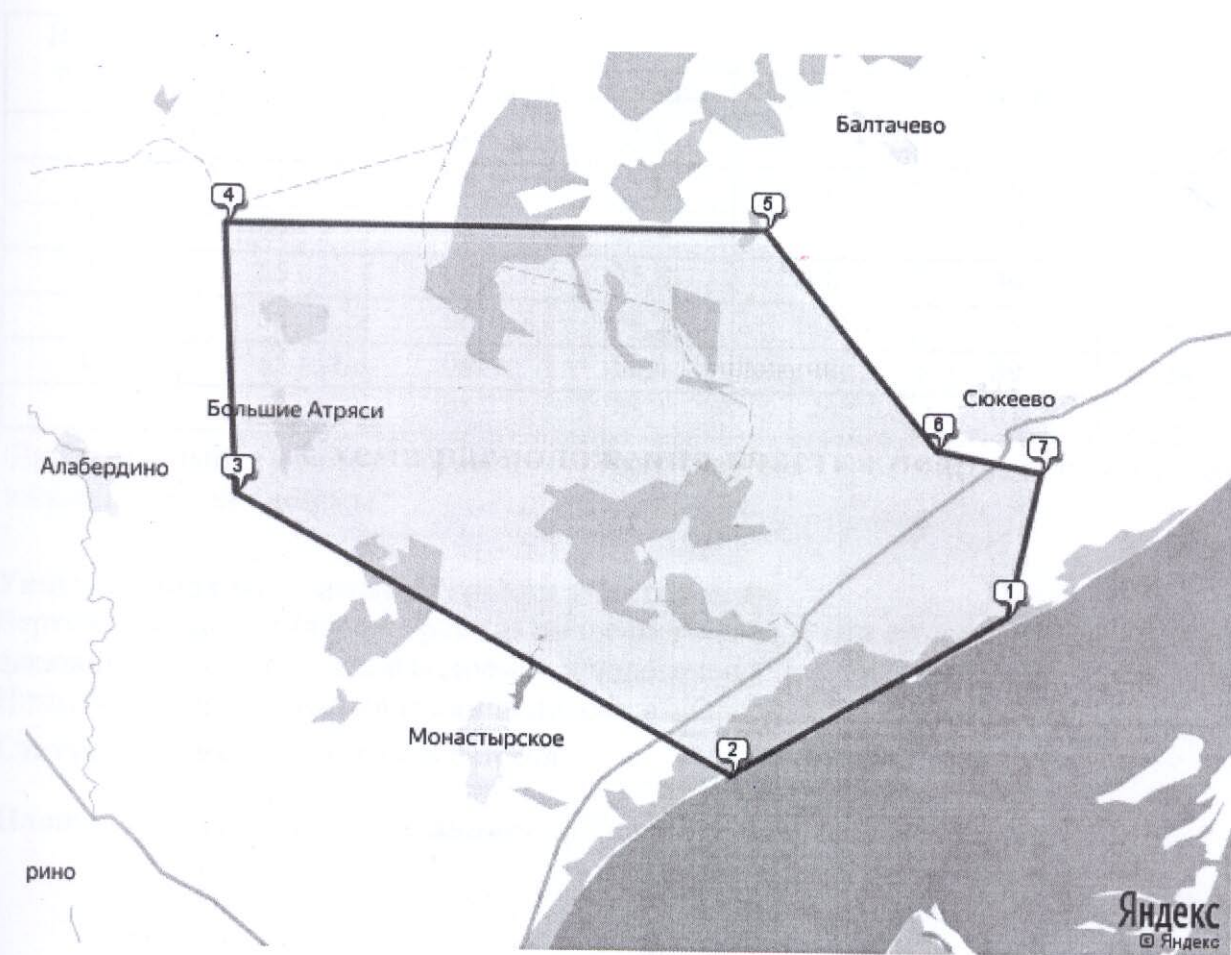 Балтачево
4
5
Сюкеево
Большие Атряси
6
7
Алабердино
3
1
Монастырское
2
рино
Яндекс
© Яндекс